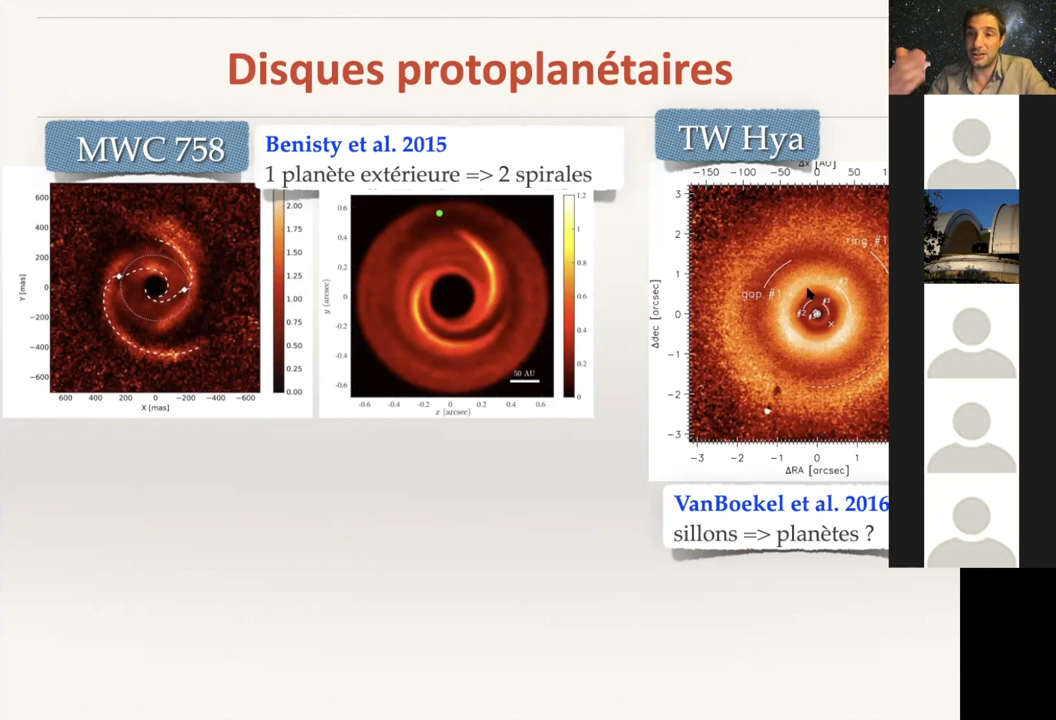 Disques protoplanétaires
MWC 758
Benisty et al. 2015
1 planète extérieure => 2 spirales
TW Hya
600
400
200
0
−200
−400
−600
Y [mas]
600 400 200 0 −200 −400 −600
X [mas]
2.00
1.75
1.50
1.25
1.00
0.75
0.50
0.25
0.00
0.6
0.4
0.2
0
-0.2
-0.4
-0.6
y (arcsec)
-0.6 -0.4 -0.2 0 0.2 0.4 0.6
x (arcsec)
50 AU
1.2
1
0.8
0.6
0.4
0.2
0
Δx [AU]
−150 −100 −50 0 50
3
2
1
0
−1
−2
−3
Δdec [arcsec]
ring #1
gap #1
#2
#3
−3 −2 −1 0 1
ΔRA [arcsec]
VanBoekel et al. 2016
sillons => planètes ?